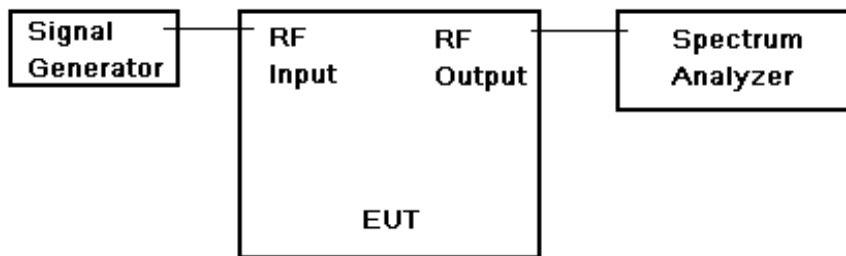 Signal
Generator
RF
Input
RF
Output
EUT
Spectrum
Analyzer